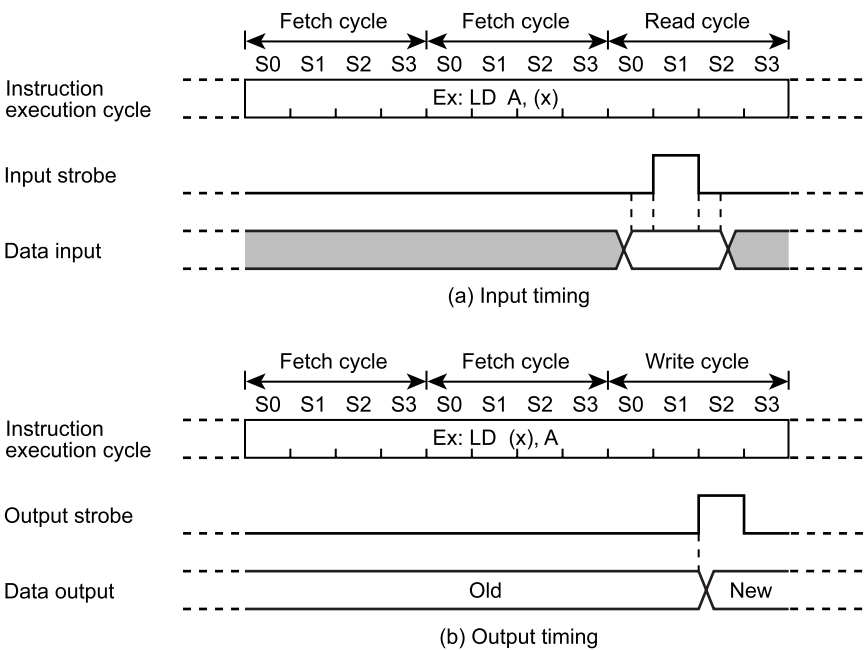 Fetch cycle Fetch cycle Read cycle
S0 S1 S2 S3 S0 S1 S2 S3 S0 S1 S2 S3
Instruction
execution cycle
Ex: LD A, (x)
Input strobe
Data input
(a) Input timing
Fetch cycle Fetch cycle Write cycle
S0 S1 S2 S3 S0 S1 S2 S3 S0 S1 S2 S3
Instruction
execution cycle
Ex: LD (x), A
Output strobe
Data output Old New
(b) Output timing